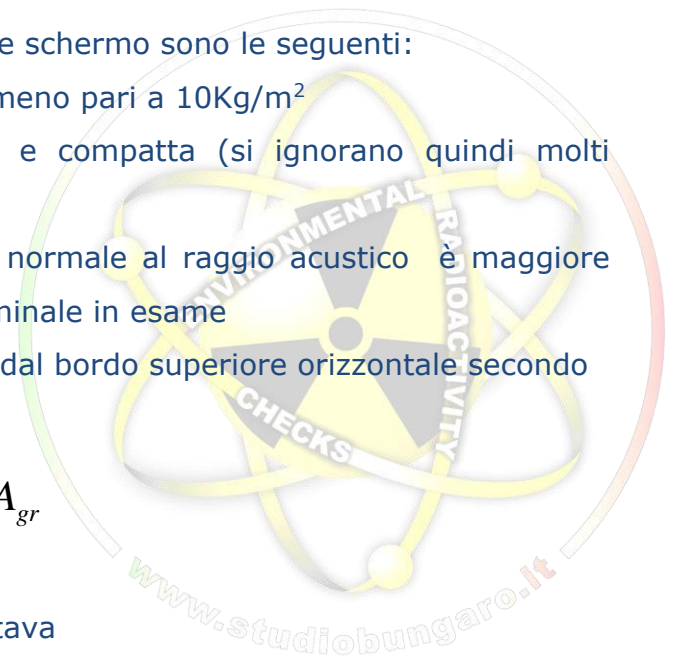 e schermo sono le seguenti:
meno pari a 10Kg/m²
e compatta (si ignorano quindi molti
normale al raggio acustico è maggiore
minale in esame
dal bordo superiore orizzontale secondo
A_gr
tava
ENVIRONMENTAL RADIOACTIVITY
CHECKS
www.studiobungaro.it